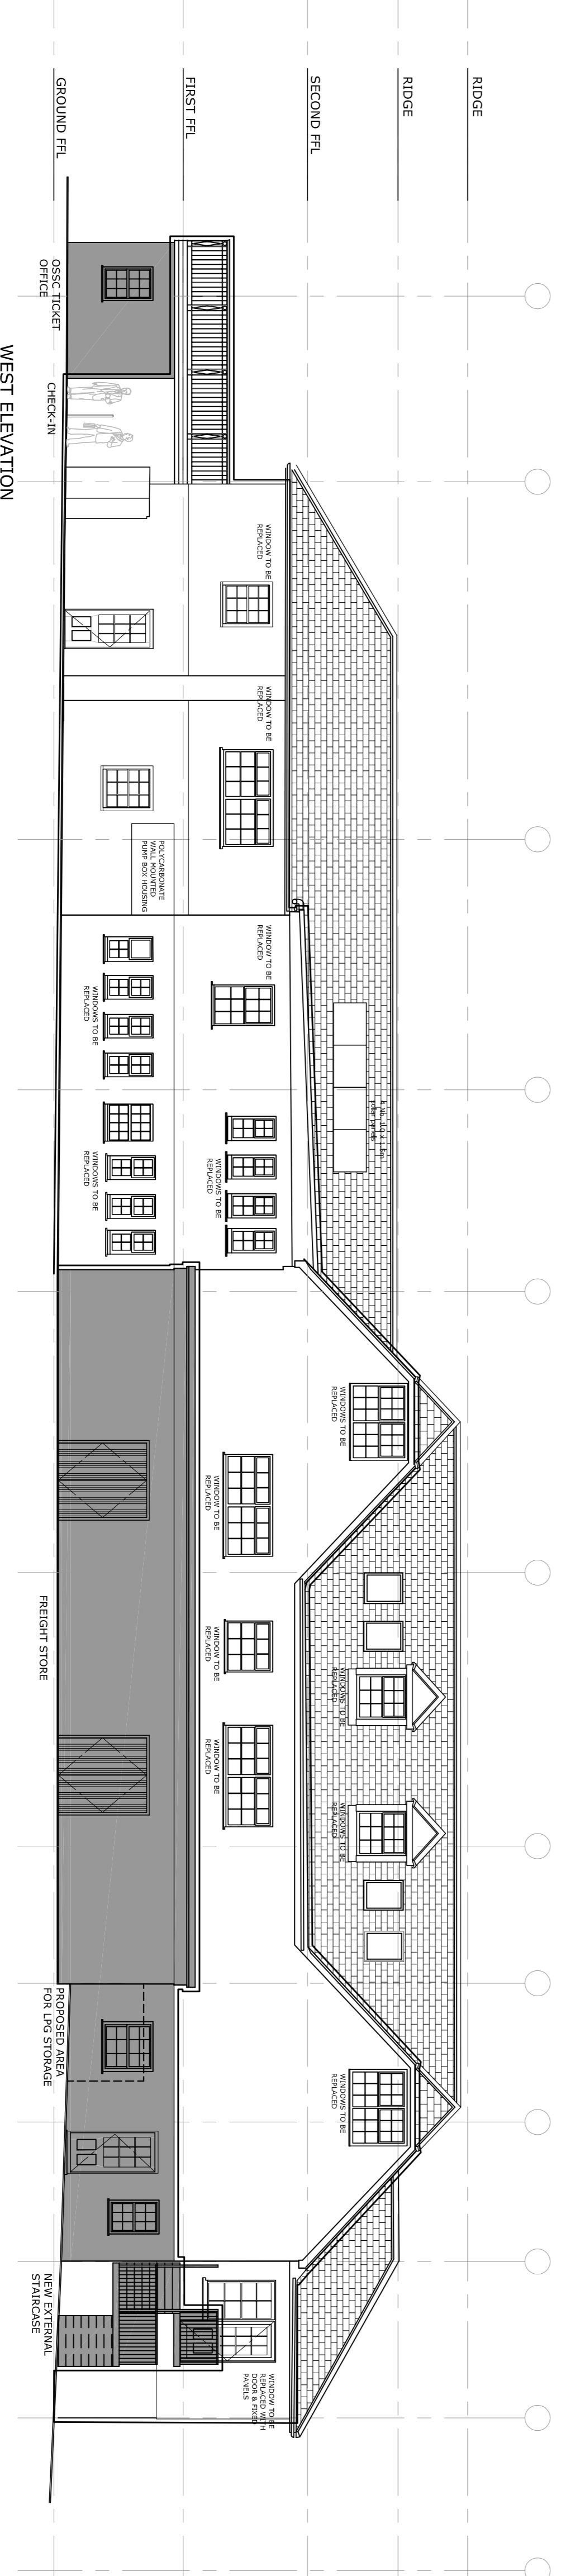 RIDGE
RIDGE
SECOND FFL
FIRST FFL
GROUND FFL
OSSC TICKET
OFFICE
CHECK-IN
WINDOW TO BE
REPLACED
WINDOW TO BE
REPLACED
POLYCARBONATE
WALL MOUNTED
PUMP BOX HOUSING
WINDOW TO BE
REPLACED
WINDOWS TO BE
REPLACED
WINDOWS TO BE
REPLACED
WINDOWS TO BE
REPLACED
solar panels
WINDOWS TO BE
REPLACED
WINDOW TO BE
REPLACED
WINDOW TO BE
REPLACED
WINDOW TO BE
REPLACED
WINDOWS TO BE
REPLACED
WINDOWS TO BE
REPLACED
FREIGHT STORE
WINDOWS TO BE
REPLACED
PROPOSED AREA
FOR LPG STORAGE
WINDOW TO BE
REPLACED WITH
DOOR & FIXED
PANELS
NEW EXTERNAL
STAIRCASE
WEST ELEVATION